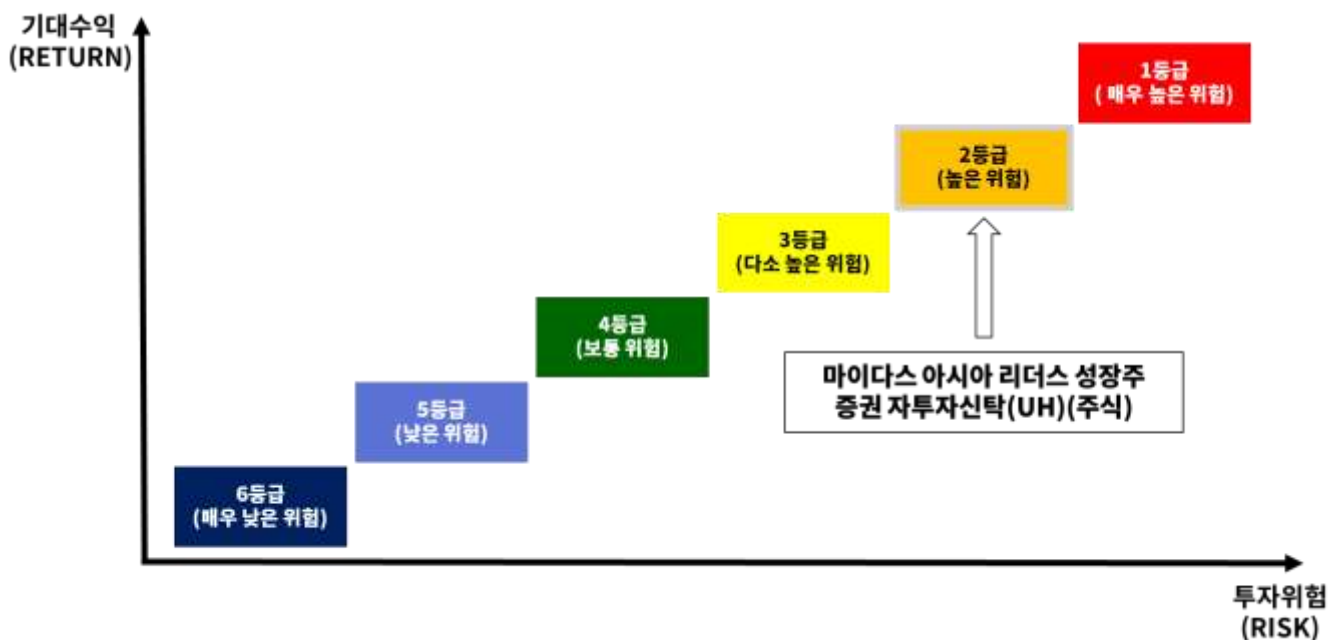 기대수익
(RETURN)
1등급
( 매우 높은 위험)
2등급
(높은 위험)
3등급
(다소 높은 위험)
4등급
(보통 위험)
마이다스 아시아 리더스 성장주
증권 자투자신탁(UH)(주식)
5등급
(낮은 위험)
6등급
(매우 낮은 위험)
투자위험
(RISK)